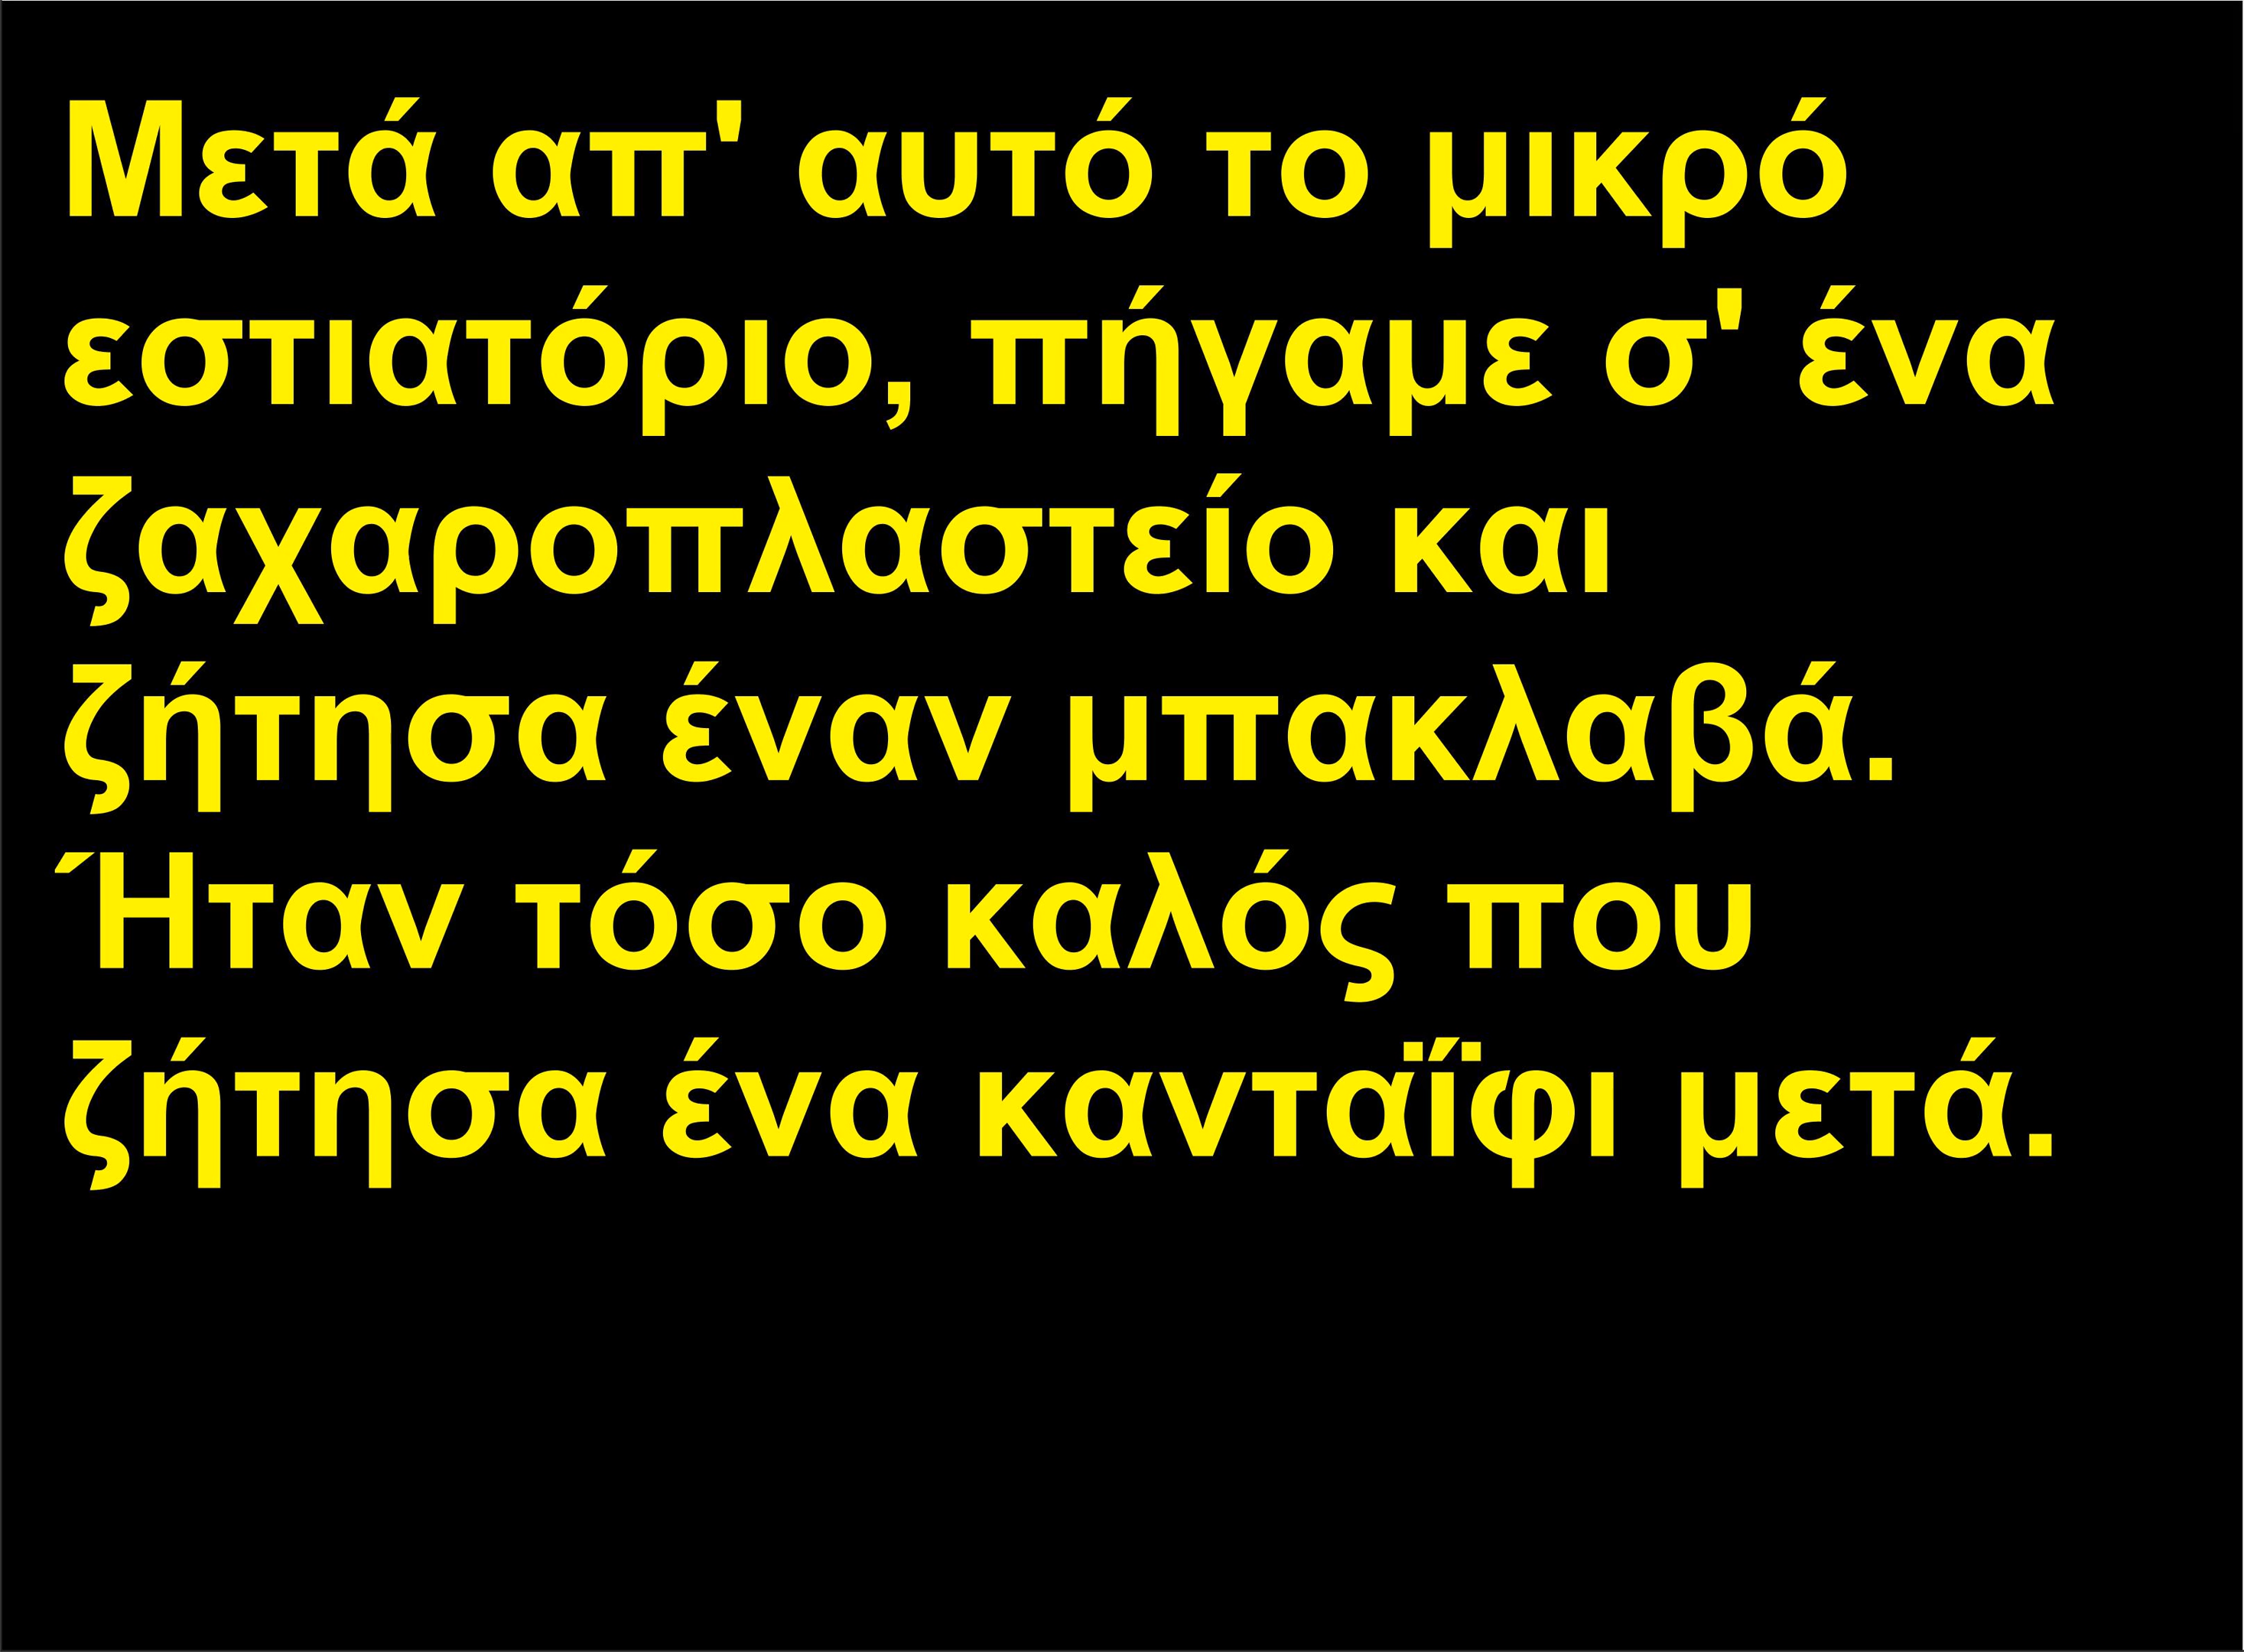 Μετά απ' αυτό το μικρό
εστιατόριο, πήγαμε σ' ένα
ζαχαροπλαστείο και
ζήτησα έναν μπακλαβά.
Ήταν τόσο καλός που
ζήτησα ένα κανταΐφι μετά.